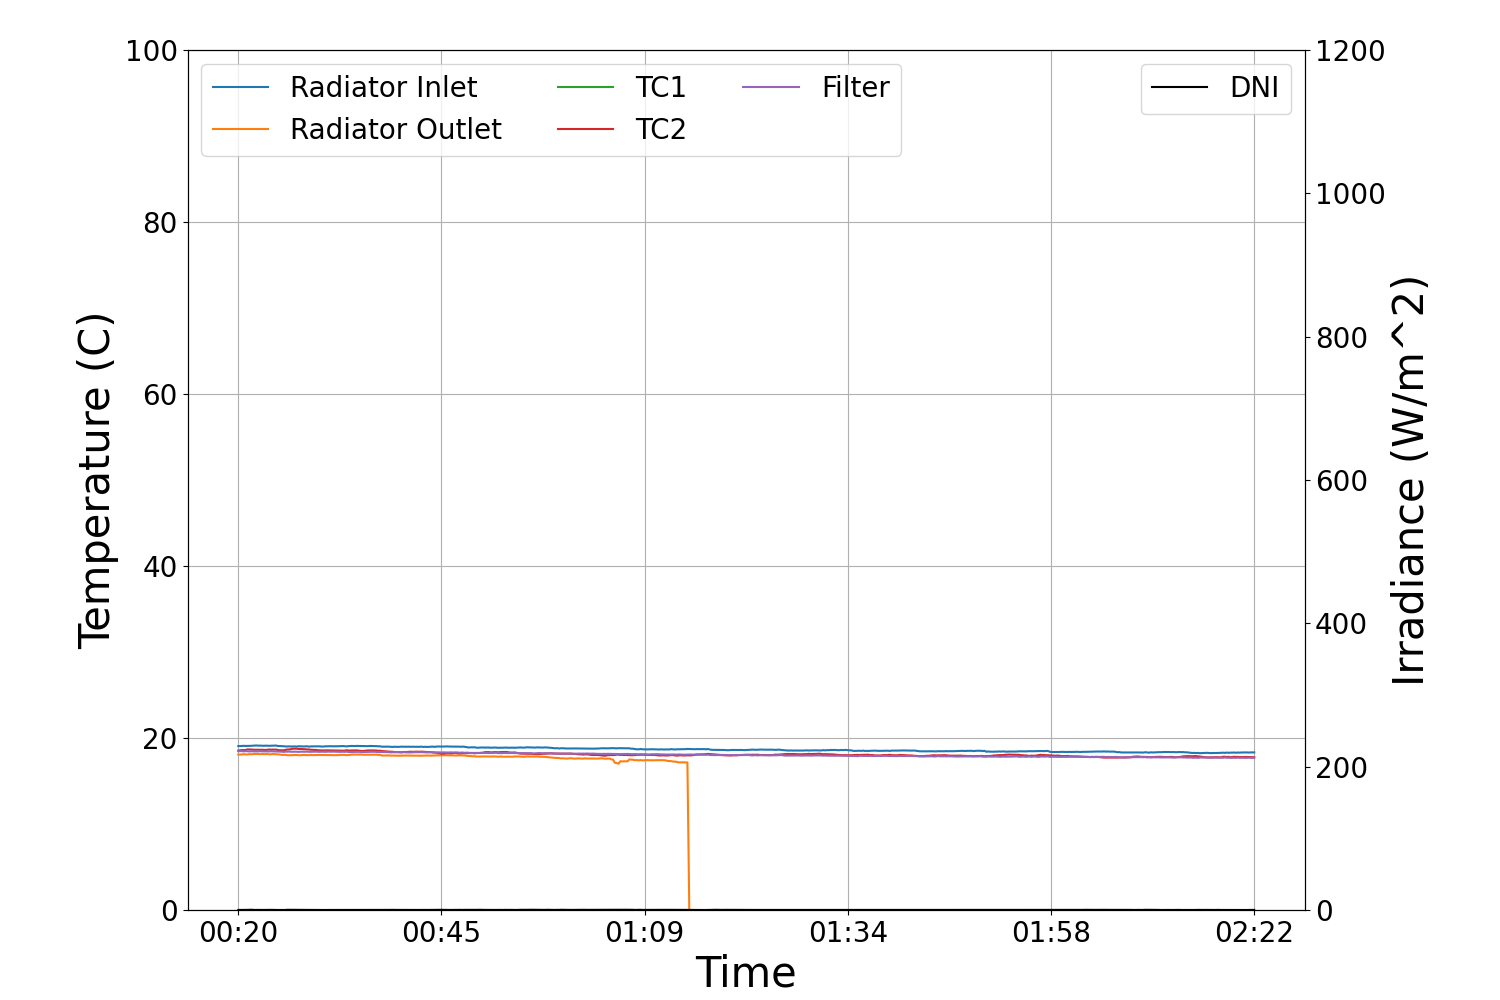 Radiator Inlet
Radiator Outlet
TC1
TC2
Filter
DNI
100
80
60
40
20
0
Temperature (C)
1200
1000
800
600
400
200
0
Irradiance (W/m^2)
00:20 00:45 01:09 01:34 01:58 02:22
Time